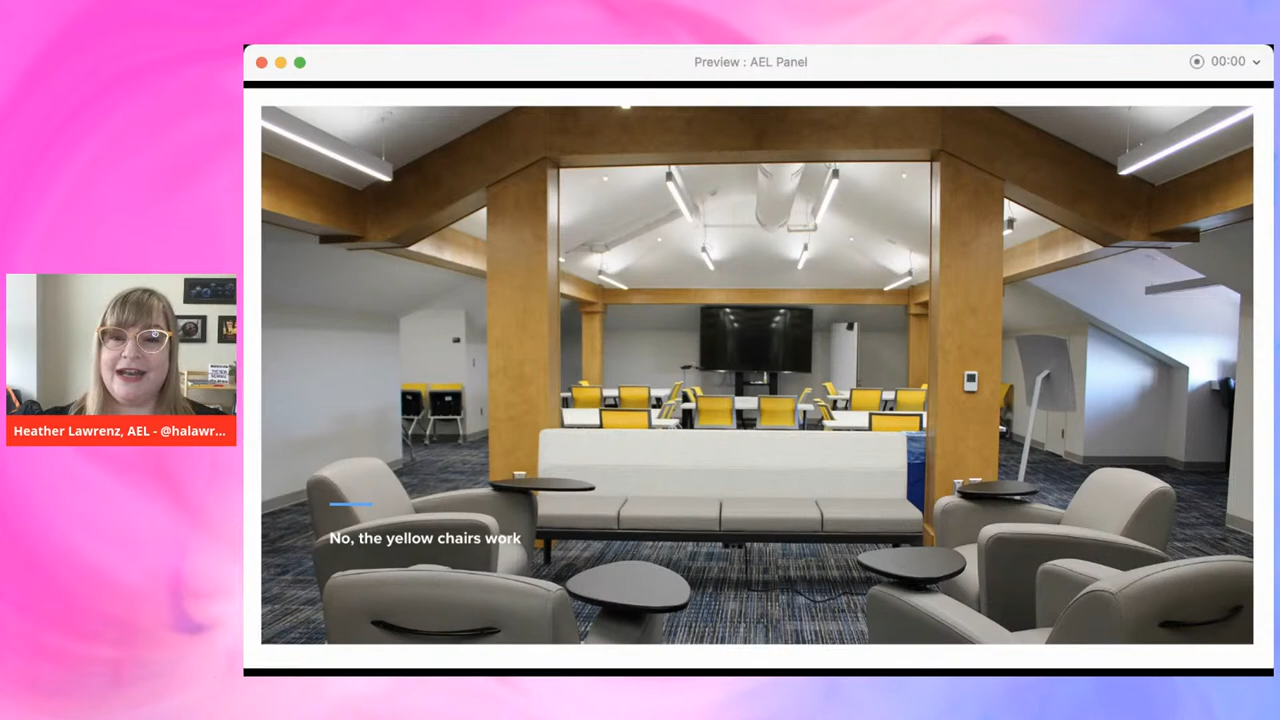 Preview : AEL Panel
00:00
Heather Lawrenz, AEL - @halawr...
No, the yellow chairs work